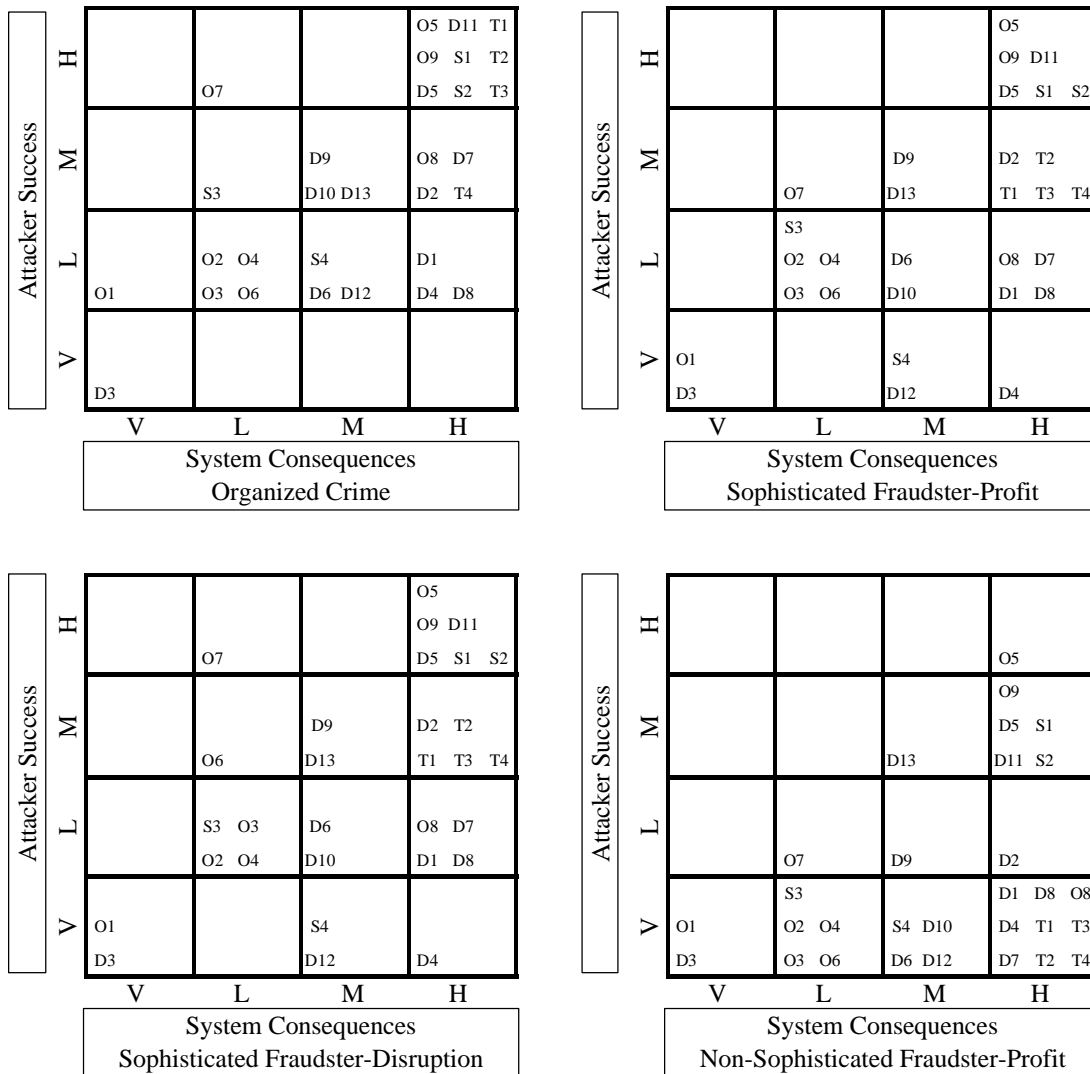 Attacker Success
H
O5 D11 T1
O9 S1 T2
O7 D5 S2 T3
M
D9 O8 D7
S3 D10 D13 D2 T4
L
O2 O4 S4 D1
O1 O3 O6 D6 D12 D4 D8
V
D3
V L M H
System Consequences
Organized Crime
Attacker Success
H
O5
O9 D11
D5 S1 S2
M
D9 D2 T2
O7 D13 T1 T3 T4
L
S3
O2 O4 D6 O8 D7
O3 O6 D10 D1 D8
V
O1 S4
D3 D12 D4
V L M H
System Consequences
Sophisticated Fraudster-Profit
Attacker Success
H
O5
O9 D11
O7 D5 S1 S2
M
D9 D2 T2
O6 D13 T1 T3 T4
L
S3 O3 D6 O8 D7
O2 O4 D10 D1 D8
V
O1 S4
D3 D12 D4
V L M H
System Consequences
Sophisticated Fraudster-Disruption
Attacker Success
H
O5
M
O9
D5 S1
D13 D11 S2
L
O7 D9 D2
V
S3 D1 D8 O8
O1 O2 O4 S4 D10 D4 T1 T3
D3 O3 O6 D6 D12 D7 T2 T4
V L M H
System Consequences
Non-Sophisticated Fraudster-Profit